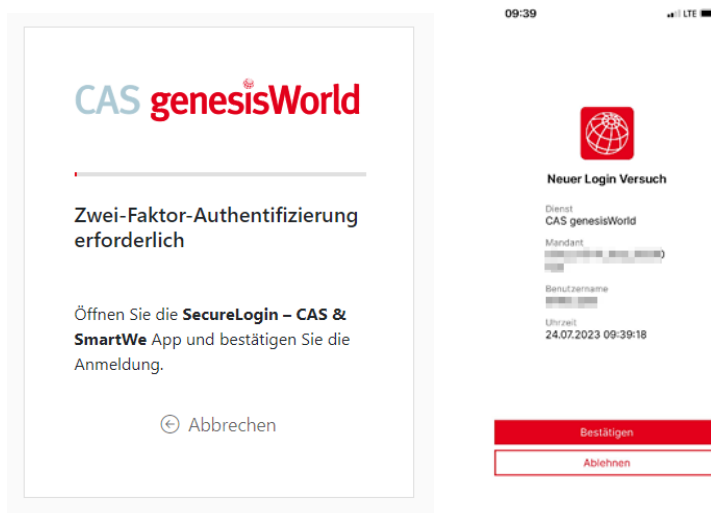 CAS genesisWorld
Zwei-Faktor-Authentifizierung
erforderlich
Öffnen Sie die SecureLogin – CAS &
SmartWe App und bestätigen Sie die
Anmeldung.
Abbrechen
09:39
LTE
Neuer Login Versuch
Dienst
CAS genesisWorld
Mandant
Benutzername
Uhrzeit
24.07.2023 09:39:18
Bestätigen
Ablehnen